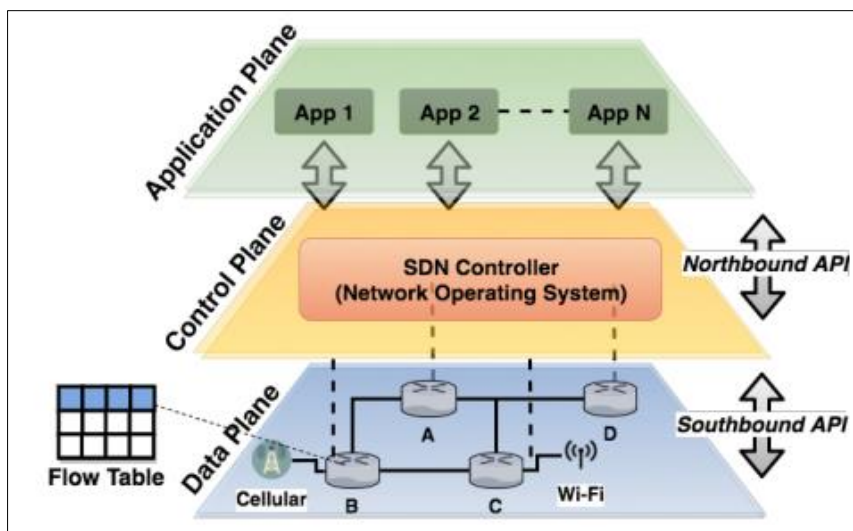 Application Plane
App 1
App 2
App N
Control Plane
SDN Controller
(Network Operating System)
Northbound API
Data Plane
A
D
Southbound API
Flow Table
Cellular
B
C
Wi-Fi